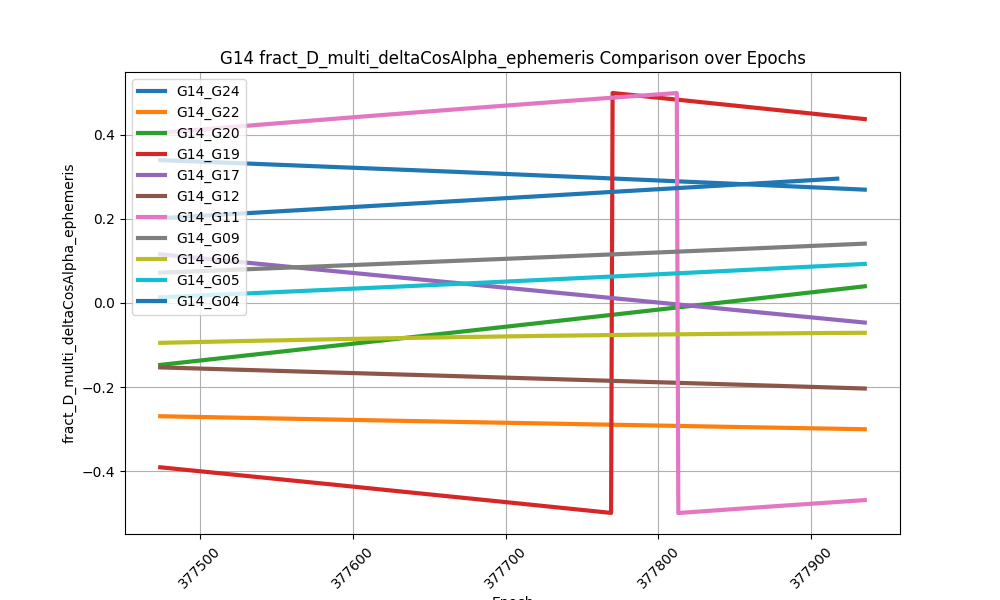 G14 fract_D_multi_deltaCosAlpha_ephemeris Comparison over Epochs
fract_D_multi_deltaCosAlpha_ephemeris
0.4
0.2
0.0
−0.2
−0.4
G14_G24
G14_G22
G14_G20
G14_G19
G14_G17
G14_G12
G14_G11
G14_G09
G14_G06
G14_G05
G14_G04
377500
377600
377700
377800
377900
Epoch